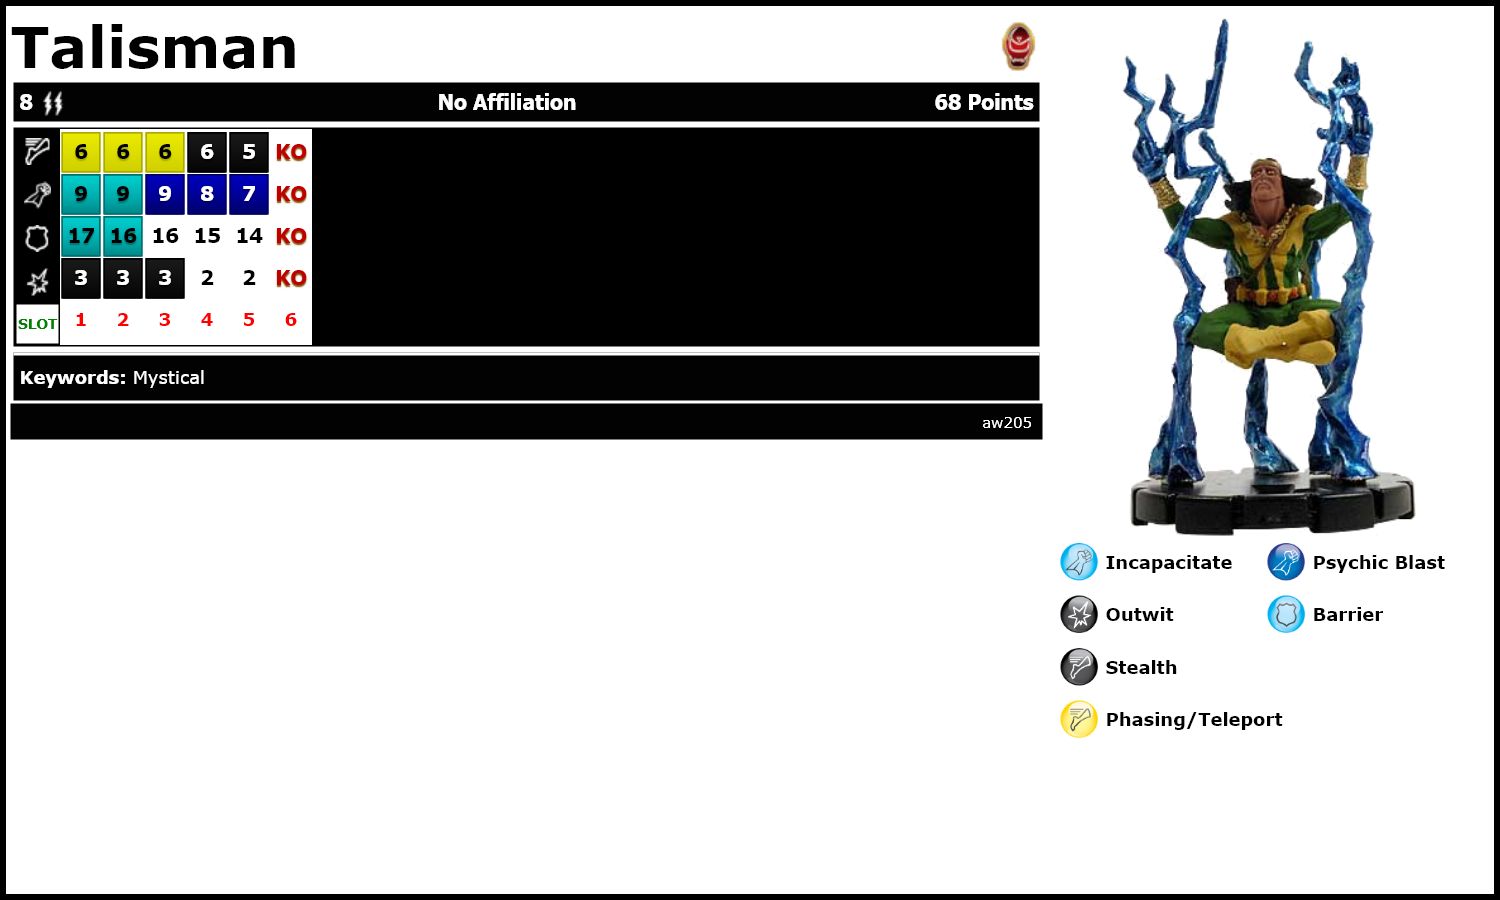 Talisman
8 No Affiliation 68 Points
6 6 6 6 5 KO
9 9 9 8 7 KO
17 16 16 15 14 KO
3 3 3 2 2 KO
SLOT 1 2 3 4 5 6
Keywords: Mystical
aw205
Incapacitate Psychic Blast
Outwit Barrier
Stealth
Phasing/Teleport